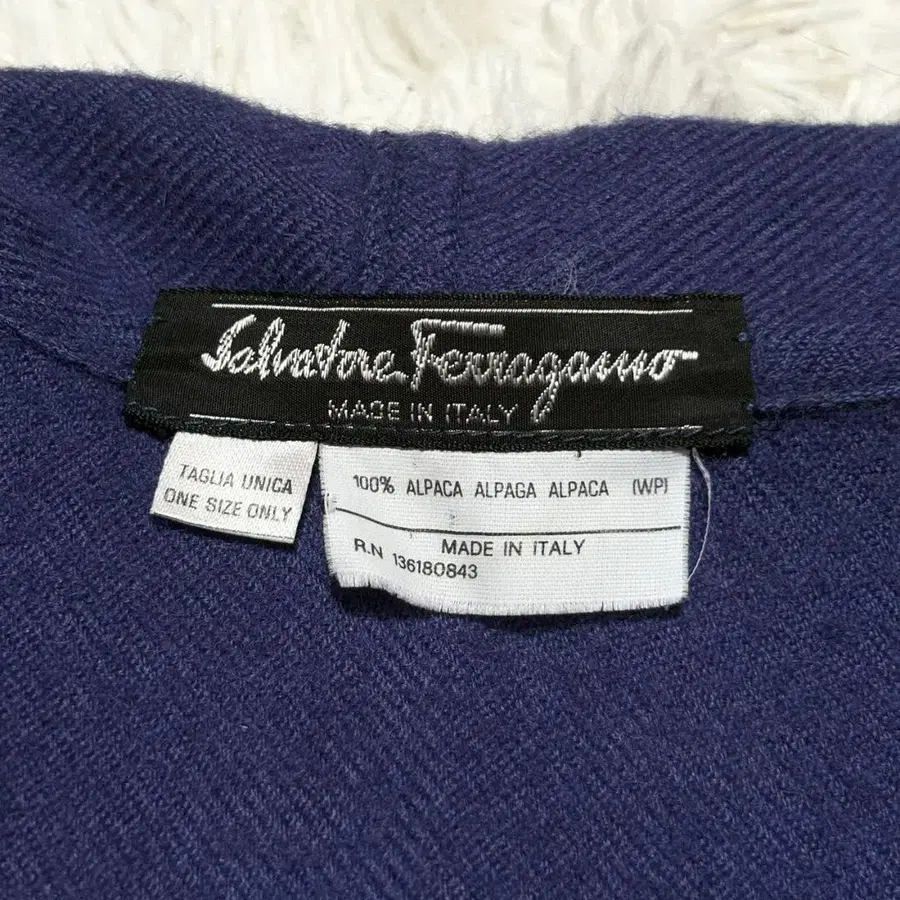 Salvatore Ferragamo
MADE IN ITALY
TAGLIA UNICA
ONE SIZE ONLY
100% ALPACA ALPAGA ALPACA (WP)
MADE IN ITALY
R.N 136180843